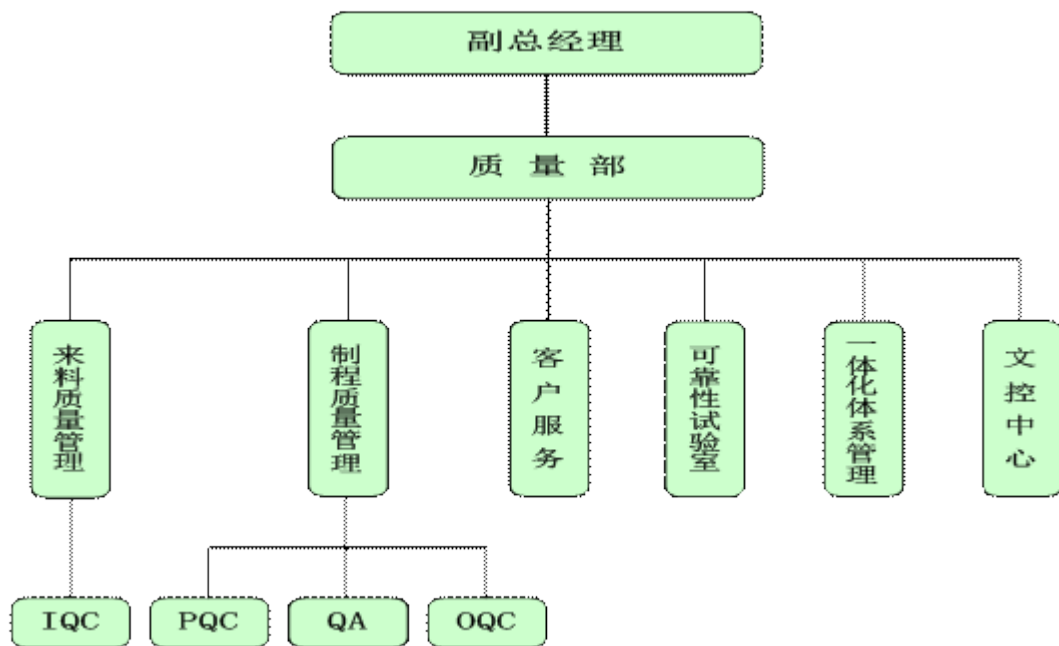 副总经理
质量部
来料质量管理
制程质量管理
客户服务
可靠性试验室
一体化体系管理
文控中心
IQC
PQC
QA
OQC